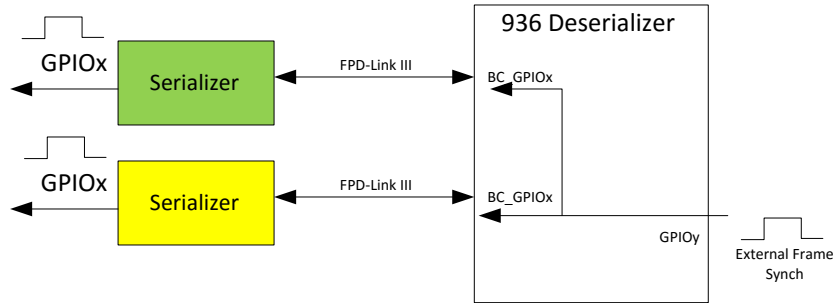 936 Deserializer
GPIOx
Serializer
FPD-Link III
BC_GPIOx
GPIOx
Serializer
FPD-Link III
BC_GPIOx
GPIOy
External Frame
Synch